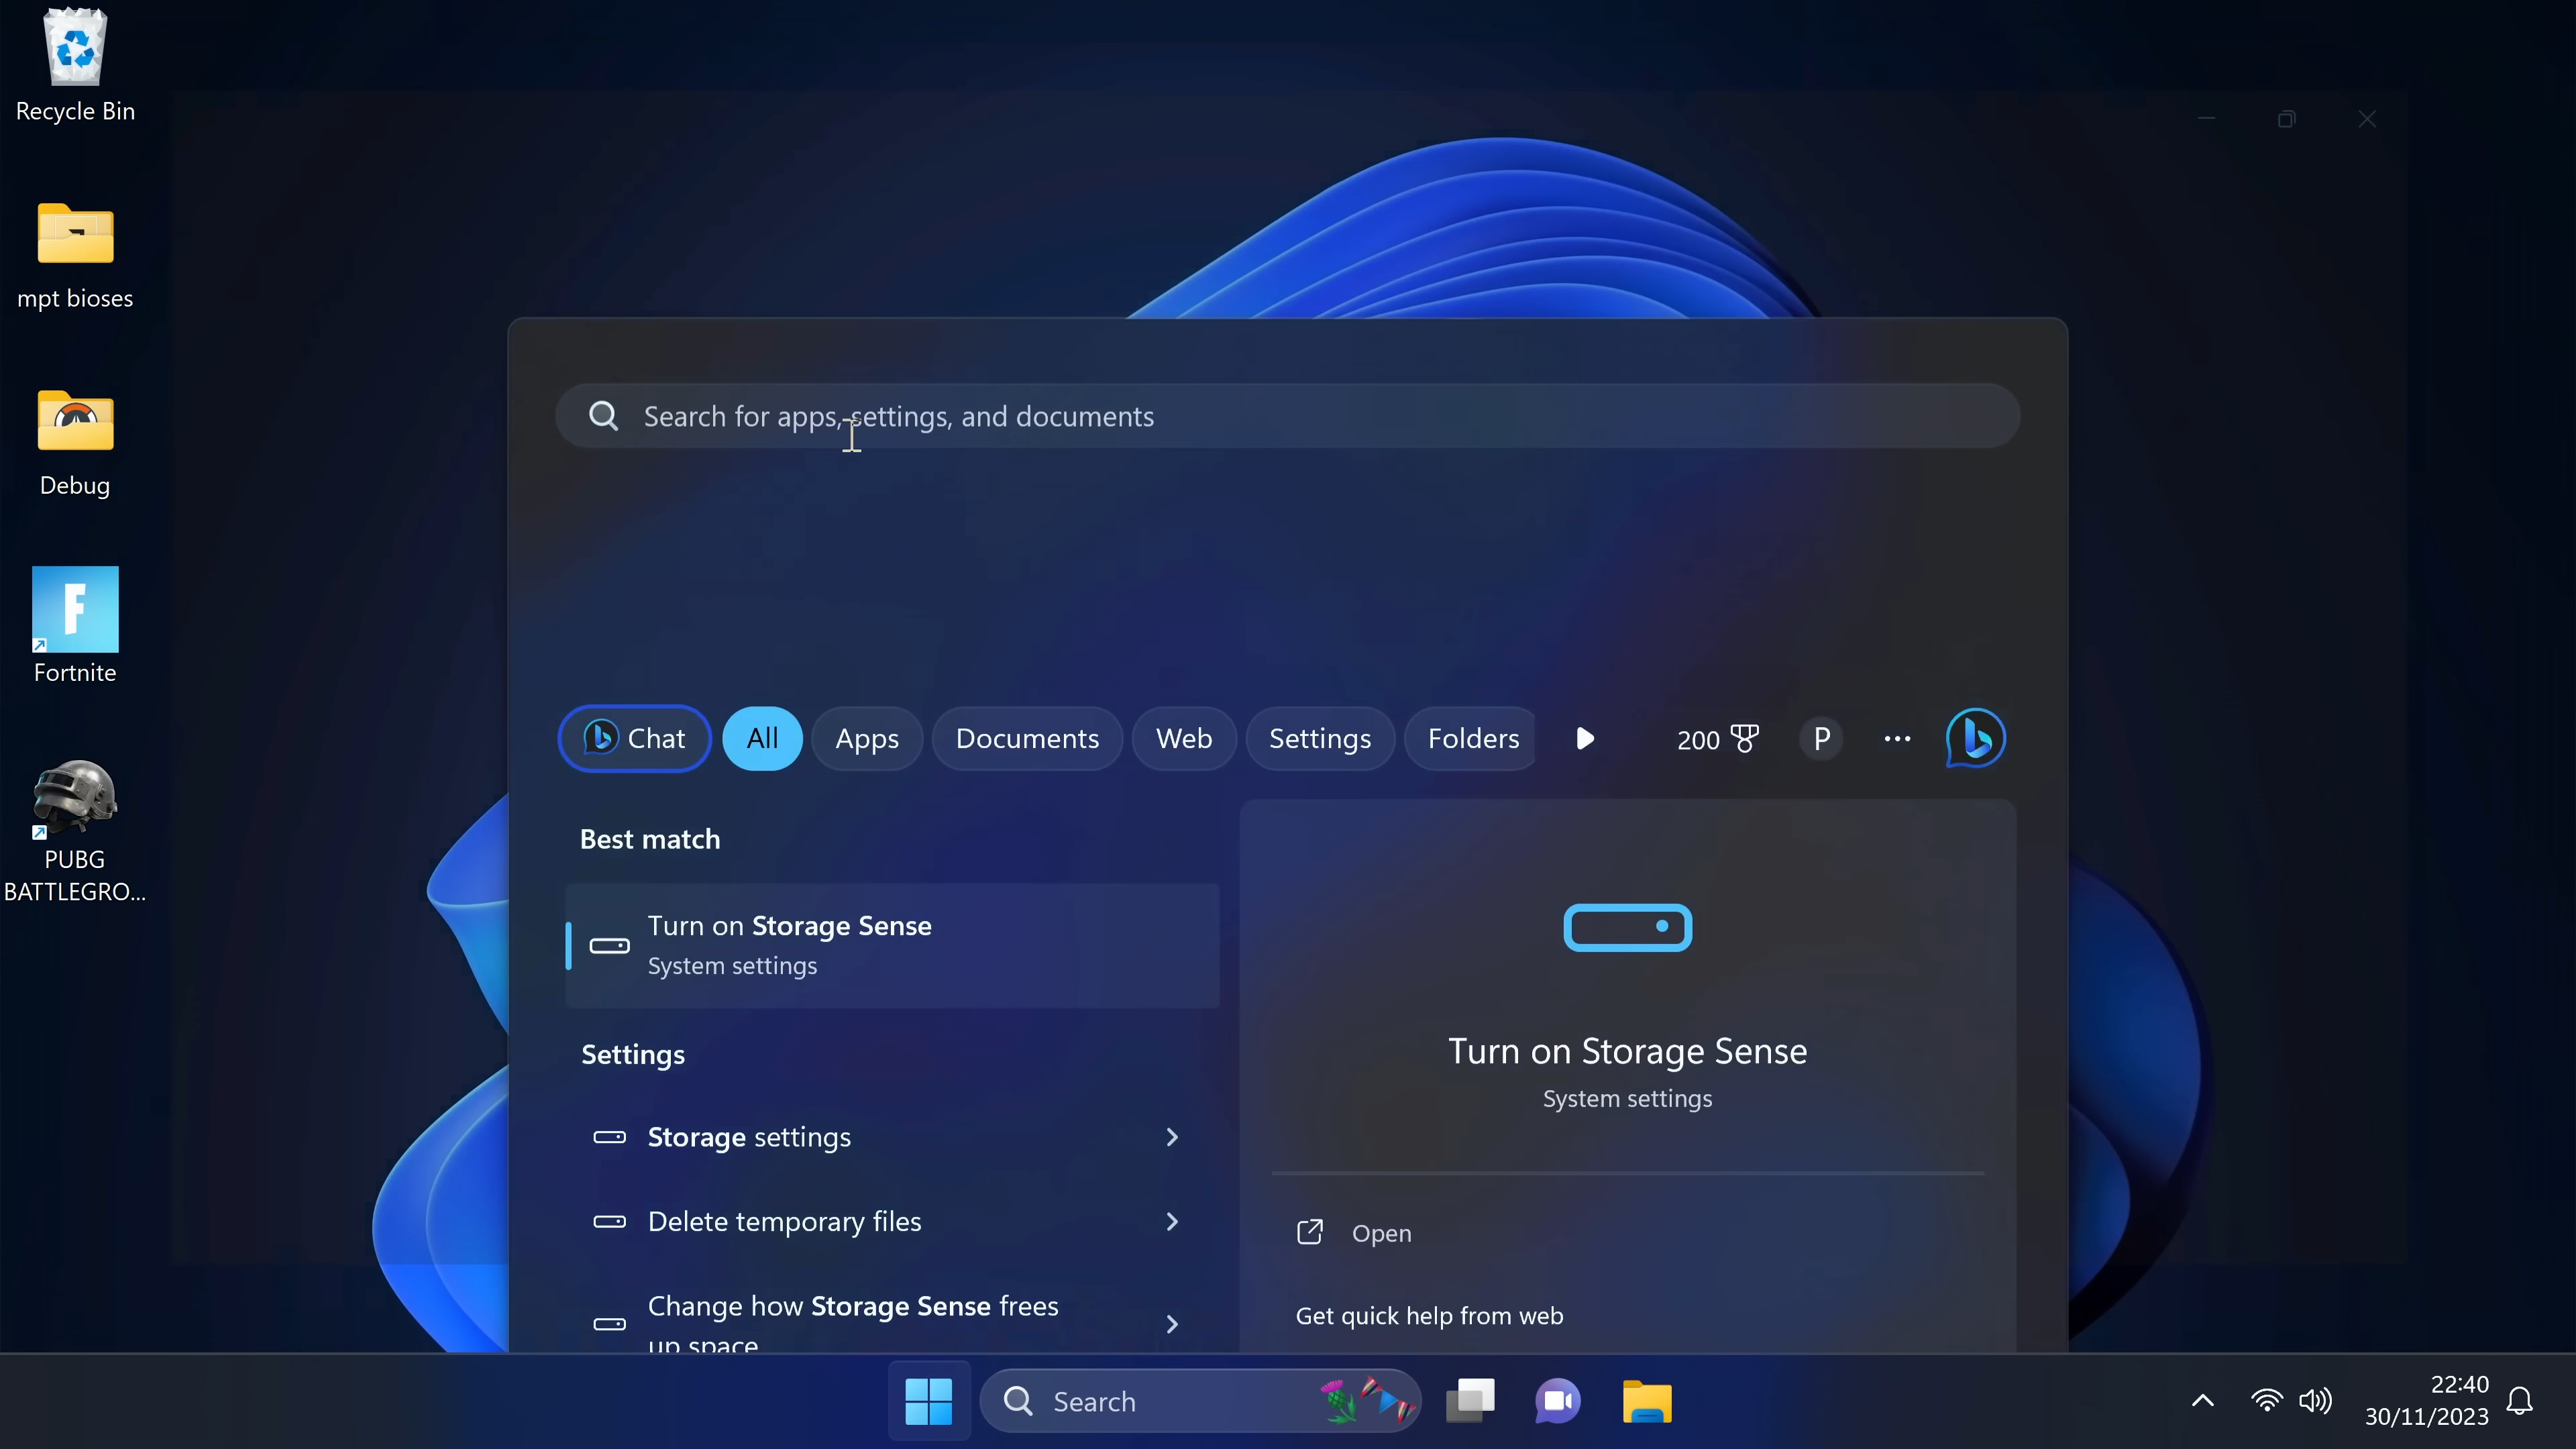 Recycle Bin
mpt bioses
Debug
Fortnite
PUBG
BATTLEGRO...
Search for apps, settings, and documents
Chat
All
Apps
Documents
Web
Settings
Folders
200
P
Best match
Turn on Storage Sense
System settings
Settings
Storage settings
Delete temporary files
Change how Storage Sense frees
up space
Turn on Storage Sense
System settings
Open
Get quick help from web
Search
22:40
30/11/2023